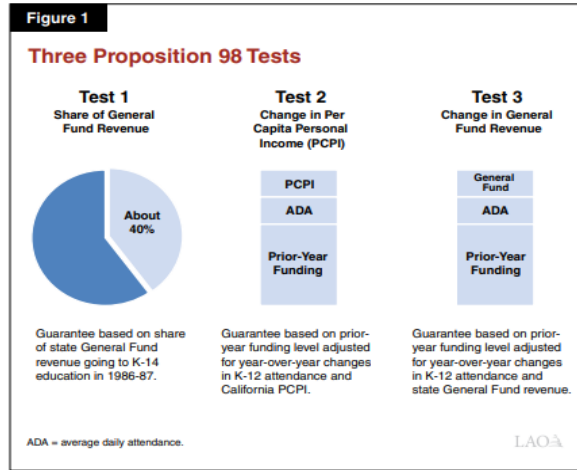 Figure 1
Three Proposition 98 Tests
Test 1
Share of General
Fund Revenue
About
40%
Guarantee based on share
of state General Fund
revenue going to K-14
education in 1986-87.
Test 2
Change in Per
Capita Personal
Income (PCPI)
PCPI
ADA
Prior-Year
Funding
Guarantee based on prior-
year funding level adjusted
for year-over-year changes
in K-12 attendance and
California PCPI.
Test 3
Change in General
Fund Revenue
General
Fund
ADA
Prior-Year
Funding
Guarantee based on prior-
year funding level adjusted
for year-over-year changes
in K-12 attendance and
state General Fund revenue.
ADA = average daily attendance.
LAO